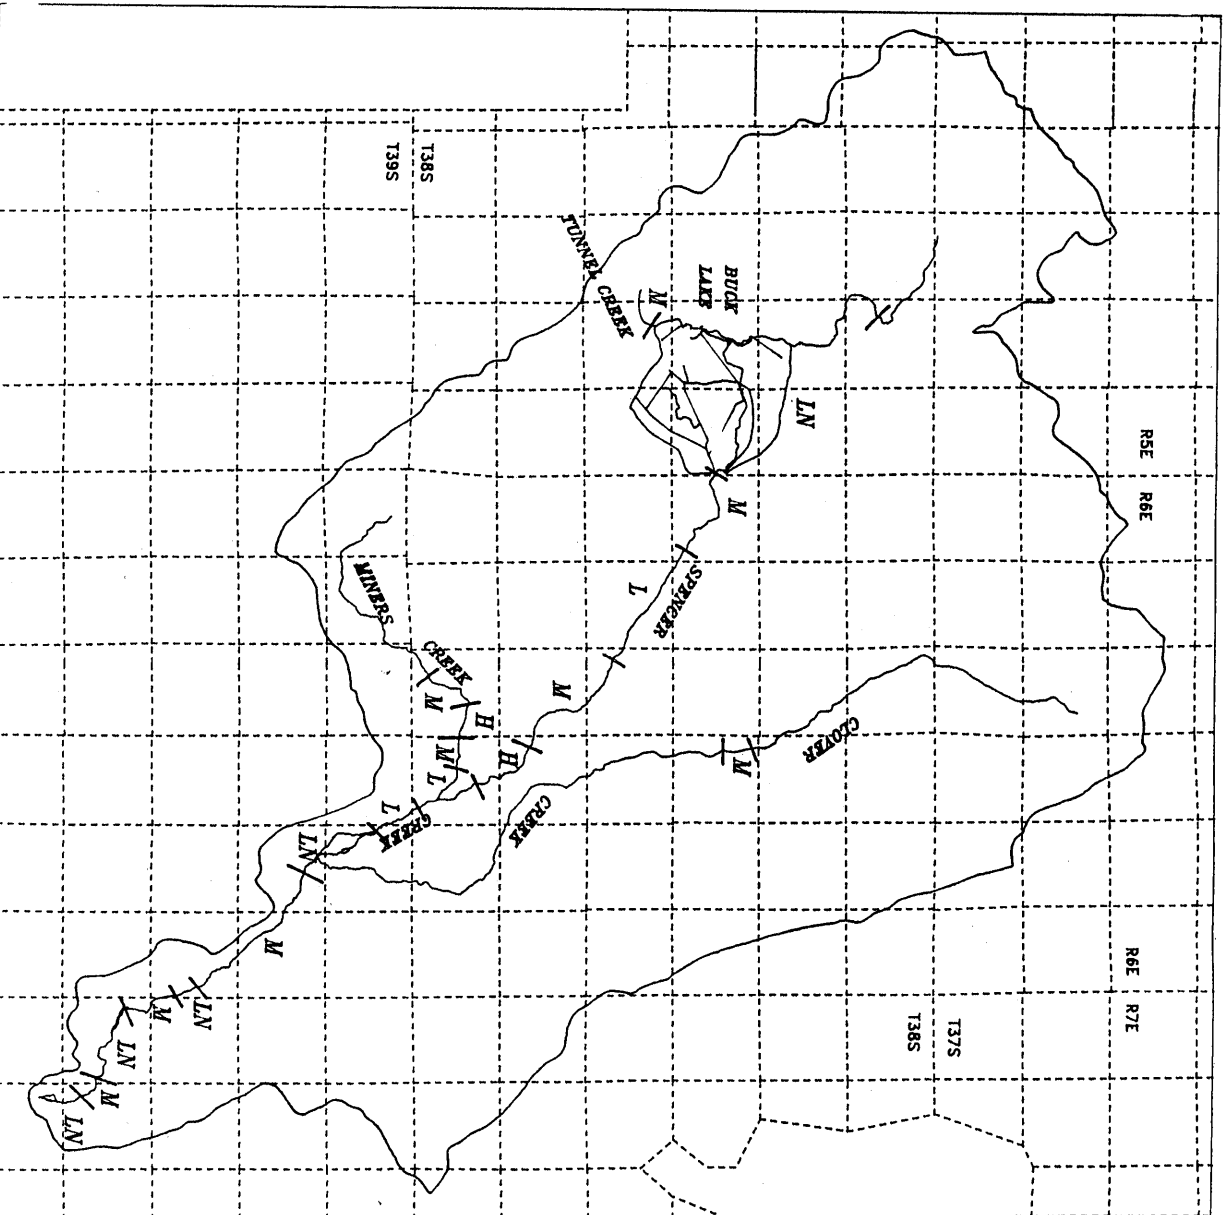 T39S
T38S
TUNNEL CREEK
M
BUCK
LAKE
LN
R5E
R6E
M
L
SPENCER
MINERS
CREEK
M
M
H
M
L
H
CLOVER
M
CREEK
L
CREEK
LN
M
LN
M
LN
M
LN
R6E
R7E
T38S
T37S